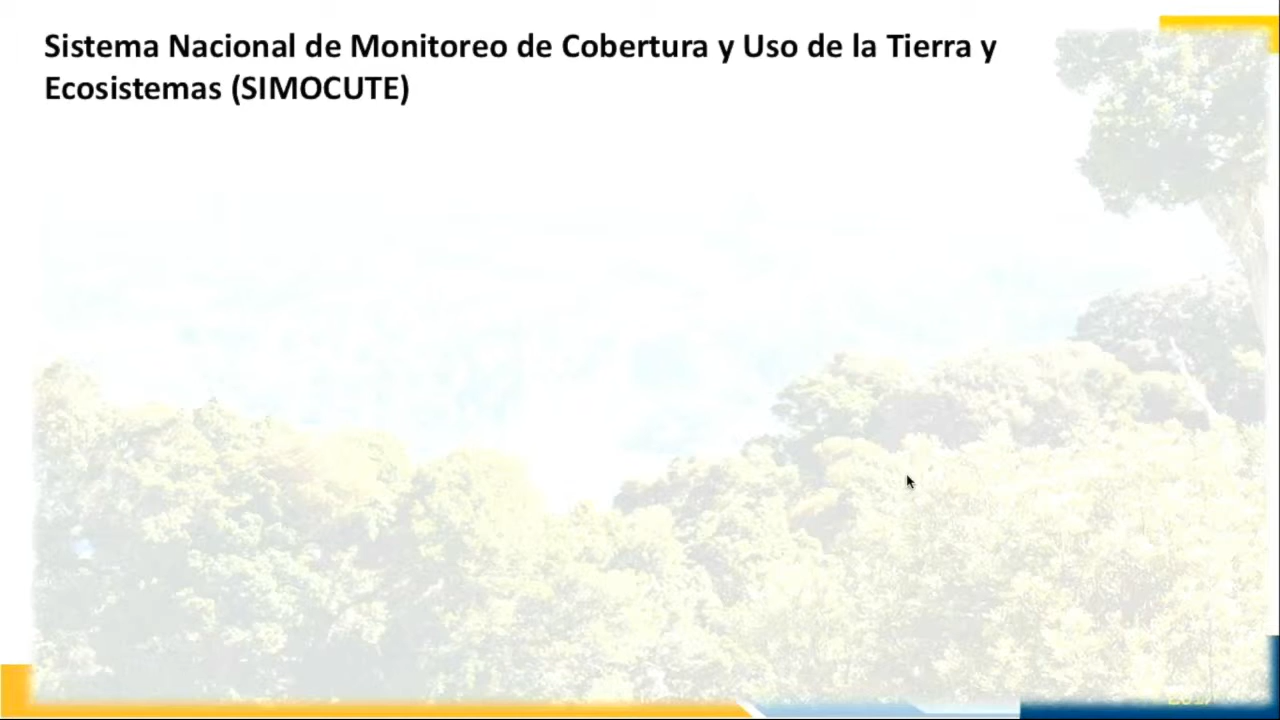 Sistema Nacional de Monitoreo de Cobertura y Uso de la Tierra y
Ecosistemas (SIMOCUTE)